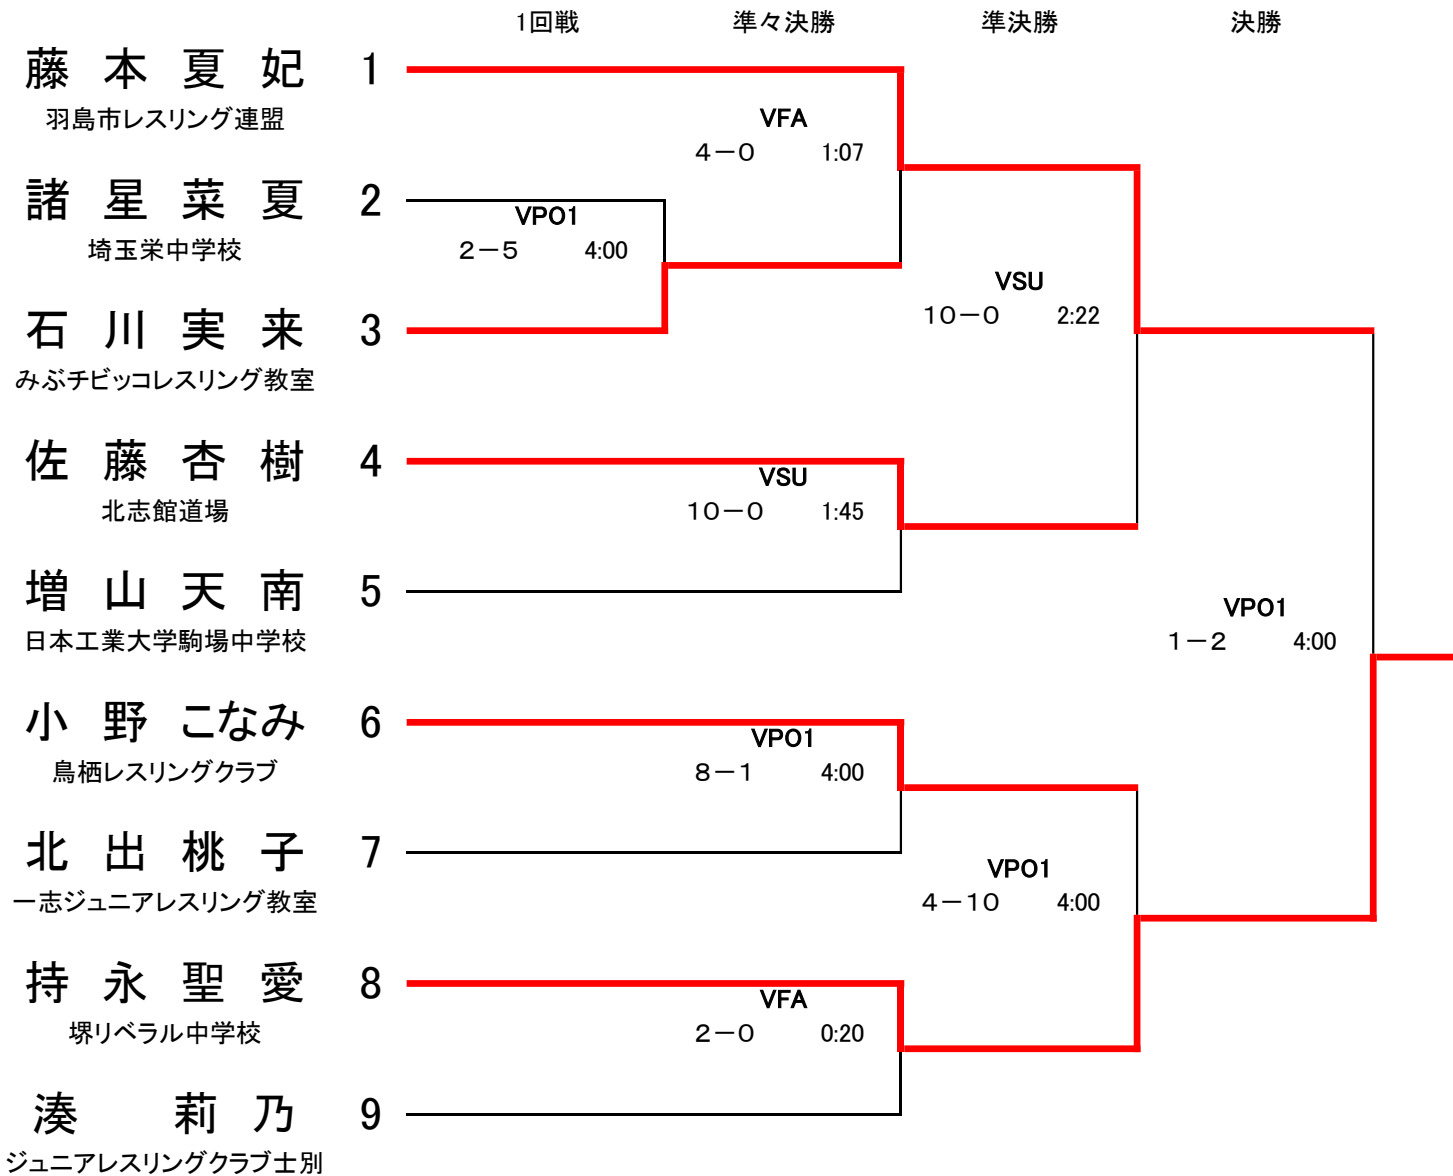 1回戦 準々決勝 準決勝 決勝
藤本夏妃 1
羽島市レスリング連盟
VFA
4－0 1:07
諸星菜夏 2
埼玉栄中学校
VPO1
2－5 4:00
石川実来 3
みぶチビッコレスリング教室
VSU
10－0 2:22
佐藤杏樹 4
北志館道場
VSU
10－0 1:45
増山天南 5
日本工業大学駒場中学校
VPO1
1－2 4:00
小野こなみ 6
鳥栖レスリングクラブ
VPO1
8－1 4:00
北出桃子 7
一志ジュニアレスリング教室
VPO1
4－10 4:00
持永聖愛 8
堺リベラル中学校
VFA
2－0 0:20
湊莉乃 9
ジュニアレスリングクラブ士別